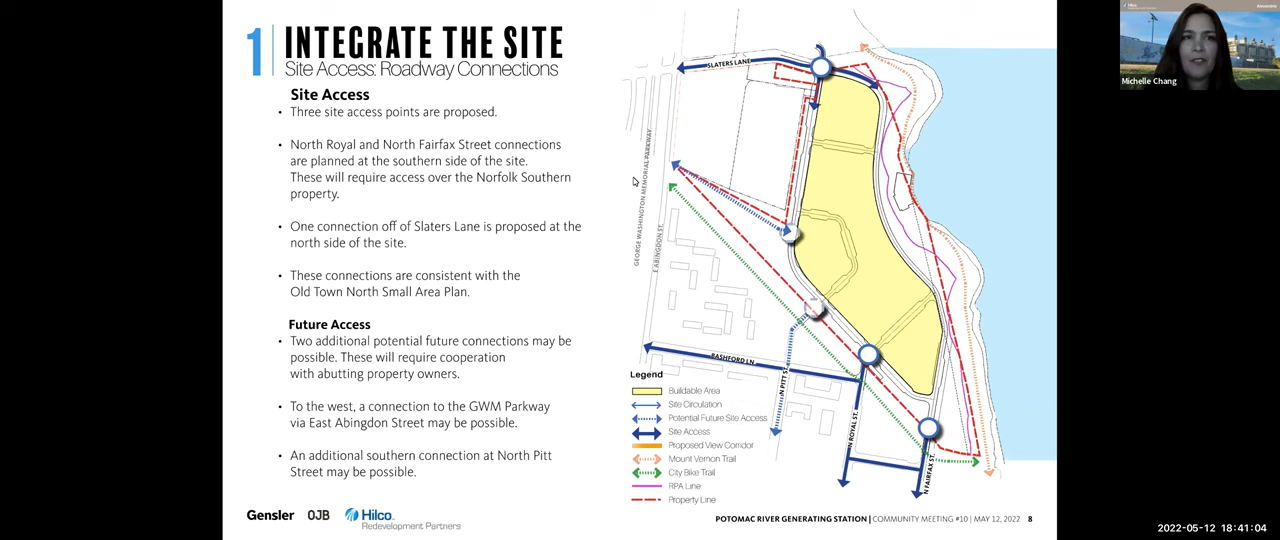 1 INTEGRATE THE SITE
Site Access: Roadway Connections
Site Access
• Three site access points are proposed.
• North Royal and North Fairfax Street connections
are planned at the southern side of the site.
These will require access over the Norfolk Southern
property.
• One connection off of Slaters Lane is proposed at the
north side of the site.
• These connections are consistent with the
Old Town North Small Area Plan.
Future Access
• Two additional potential future connections may be
possible. These will require cooperation
with abutting property owners.
• To the west, a connection to the GWM Parkway
via East Abingdon Street may be possible.
• An additional southern connection at North Pitt
Street may be possible.
SLATERS LANE
GEORGE WASHINGTON MEMORIAL PARKWAY
E ABINGDON ST.
BASHFORD LN
N PITT ST.
N ROYAL ST.
N FAIRFAX ST.
Legend
Buildable Area
Site Circulation
Potential Future Site Access
Site Access
Proposed View Corridor
Mount Vernon Trail
City Bike Trail
RPA Line
Property Line
Gensler OJB Hilco
Redevelopment Partners
POTOMAC RIVER GENERATING STATION | COMMUNITY MEETING #10 | MAY 12, 2022 8
Hilco
Michelle Chang
2022-05-12 18:41:04